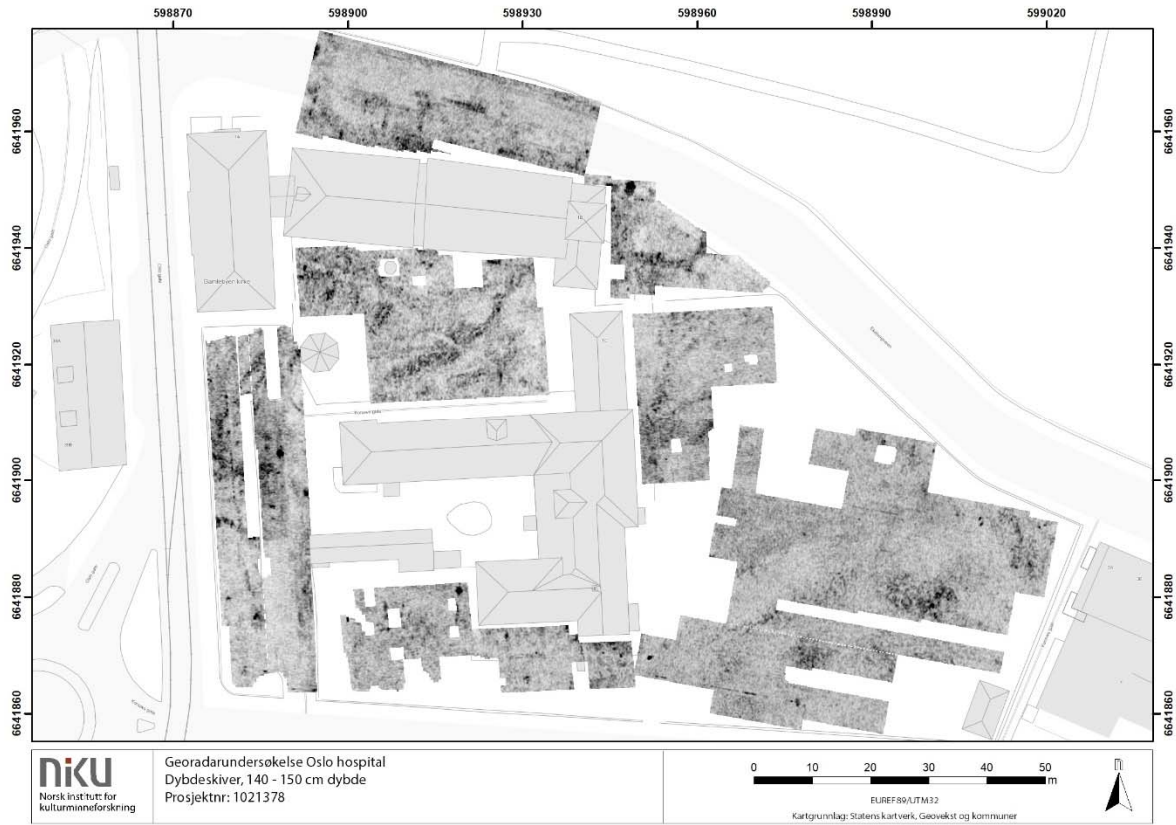 598870 598900 598930 598960 598990 599020
6641960 6641960
6641940 6641940
Gamlebyen kirke
6641920 6641920
6641900 6641900
6641880 6641880
6641860 6641860
niku
Norsk institutt for
kulturminneforskning
Georadarundersøkelse Oslo hospital
Dybdeskiver, 140 - 150 cm dybde
Prosjektnr: 1021378
0 10 20 30 40 50
m
EUREF89/UTM32
Kartgrunnlag: Statens kartverk, Geovekst og kommuner
n